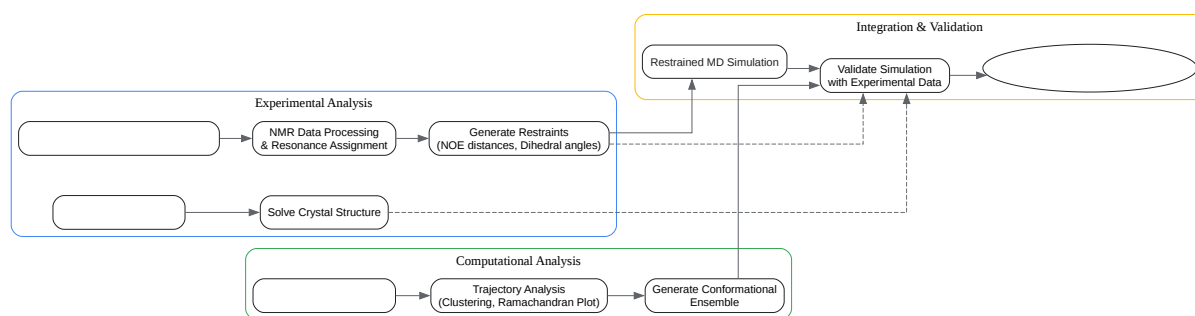 Integration & Validation
Restrained MD Simulation
Validate Simulation
with Experimental Data
Experimental Analysis
NMR Data Processing
& Resonance Assignment
Generate Restraints
(NOE distances, Dihedral angles)
Solve Crystal Structure
Computational Analysis
Trajectory Analysis
(Clustering, Ramachandran Plot)
Generate Conformational
Ensemble